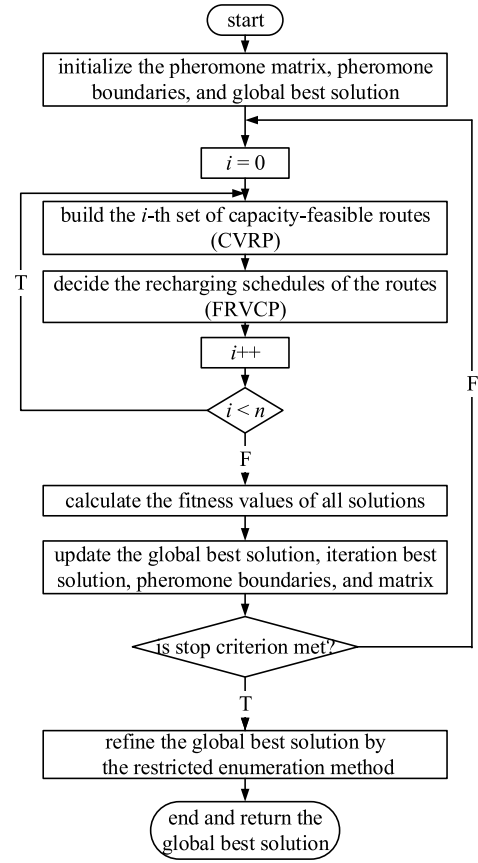 start
initialize the pheromone matrix, pheromone
boundaries, and global best solution
i = 0
build the i-th set of capacity-feasible routes
(CVRP)
T
decide the recharging schedules of the routes
(FRVCP)
i++
F
i < n
F
calculate the fitness values of all solutions
update the global best solution, iteration best
solution, pheromone boundaries, and matrix
is stop criterion met?
T
refine the global best solution by
the restricted enumeration method
end and return the
global best solution